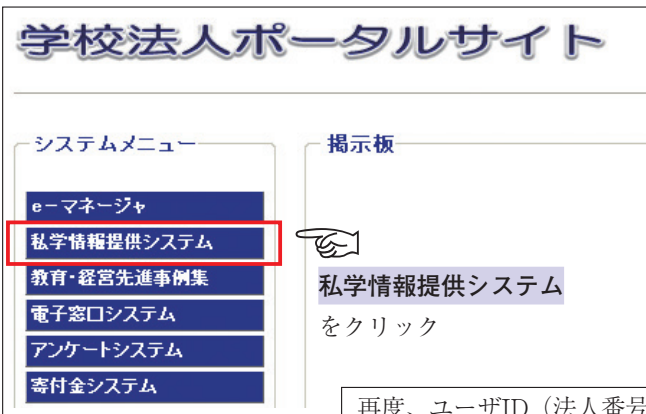 学校法人ポータルサイト
システムメニュー
掲示板
e-マネージャ
私学情報提供システム
教育・経営先進事例集
電子窓口システム
アンケートシステム
寄付金システム
私学情報提供システム
をクリック
再度、ユーザID（法人番号